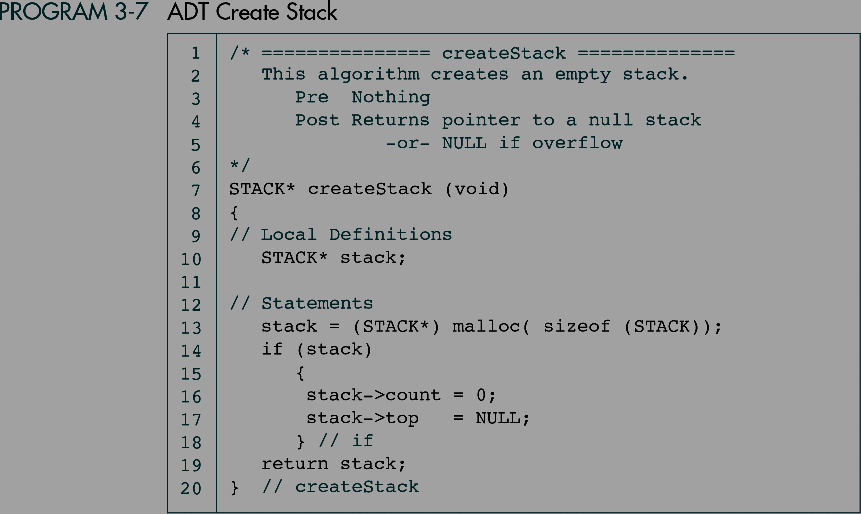 PROGRAM 3-7 ADT Create Stack
1 /* =============== createStack ==============
2    This algorithm creates an empty stack.
3       Pre  Nothing
4       Post Returns pointer to a null stack
5               -or- NULL if overflow
6 */
7 STACK* createStack (void)
8 {
9 // Local Definitions
10    STACK* stack;
11
12 // Statements
13    stack = (STACK*) malloc( sizeof (STACK));
14    if (stack)
15       {
16        stack->count = 0;
17        stack->top   = NULL;
18       } // if
19    return stack;
20 }  // createStack